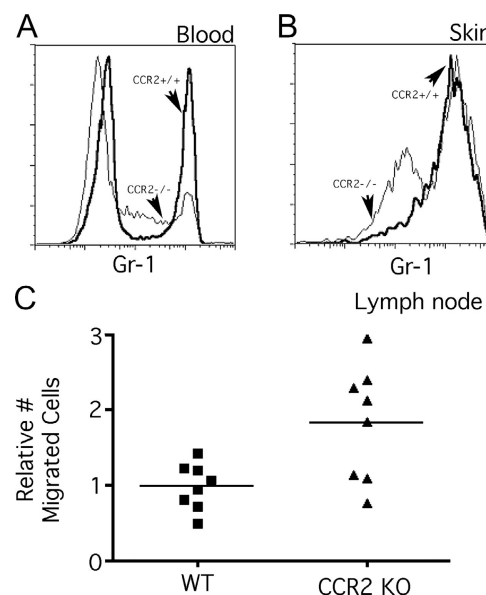 A
Blood
CCR2+/+
CCR2-/-
Gr-1
B
Skin
CCR2+/+
CCR2-/-
Gr-1
C
Lymph node
Relative #
Migrated Cells
3
2
1
0
WT
CCR2 KO